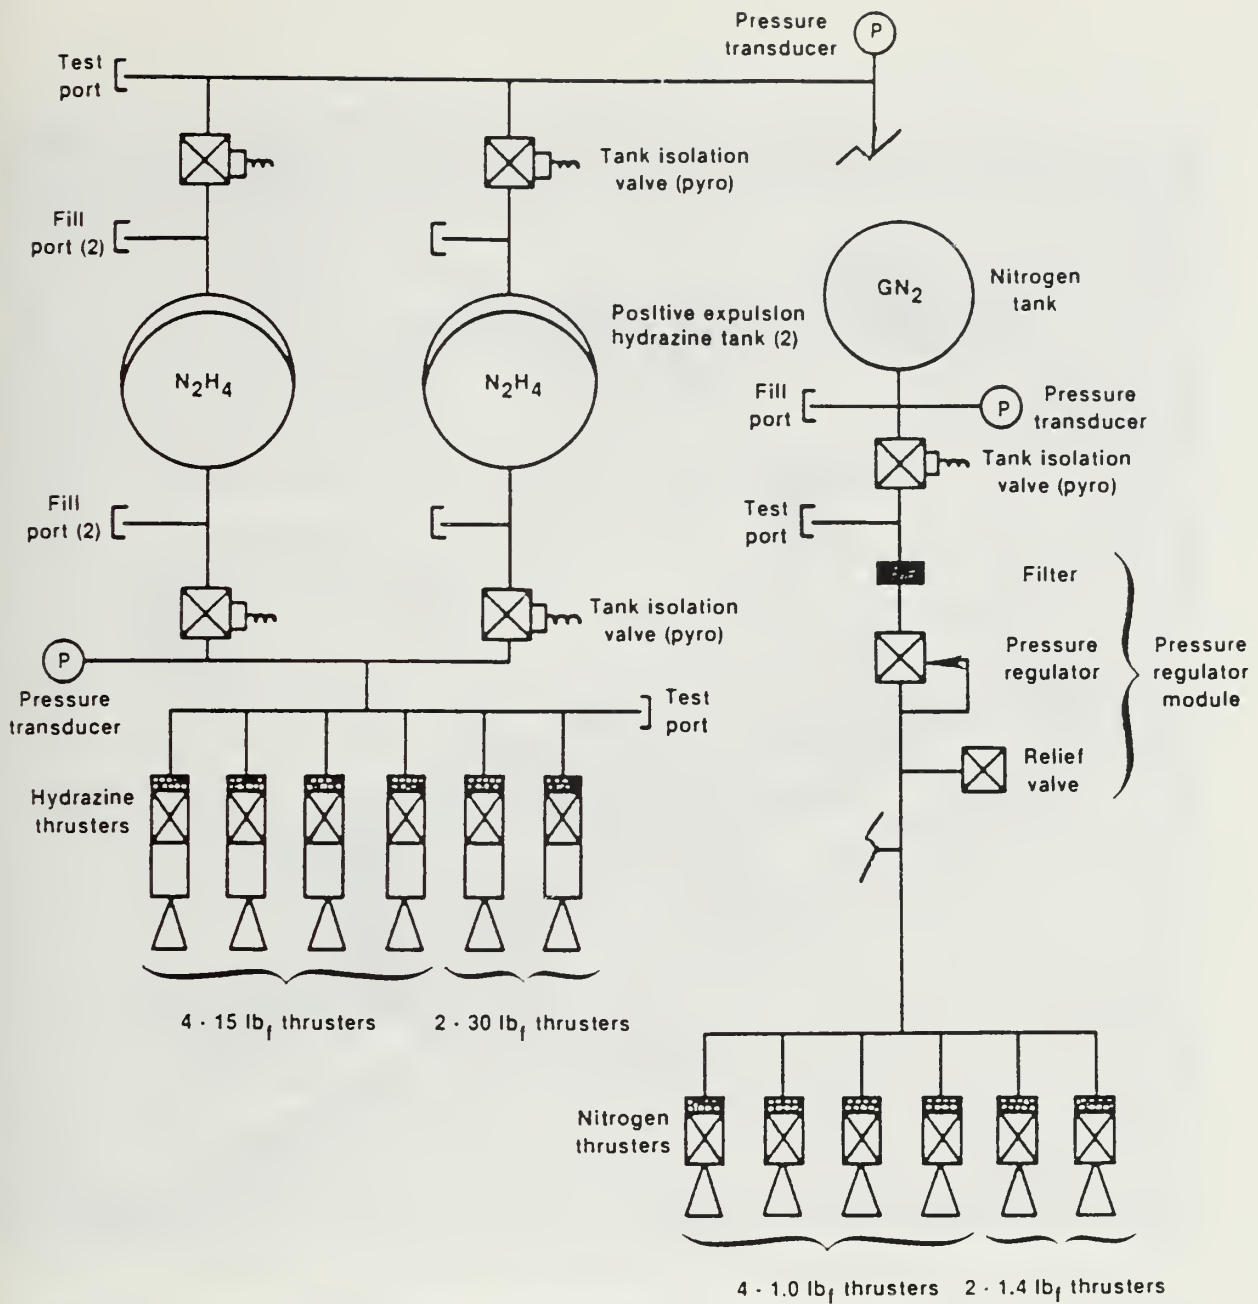 Pressure
transducer
P
Test
port
Tank isolation
valve (pyro)
Fill
port (2)
GN2
Nitrogen
tank
Positive expulsion
hydrazine tank (2)
N2H4
N2H4
Fill
port
P
Pressure
transducer
Tank isolation
valve (pyro)
Fill
port (2)
Test
port
Filter
Tank isolation
valve (pyro)
P
Pressure
transducer
Pressure
regulator
Pressure
regulator
module
Test
port
Relief
valve
Hydrazine
thrusters
4 - 15 lbf thrusters
2 - 30 lbf thrusters
Nitrogen
thrusters
4 - 1.0 lbf thrusters
2 - 1.4 lbf thrusters